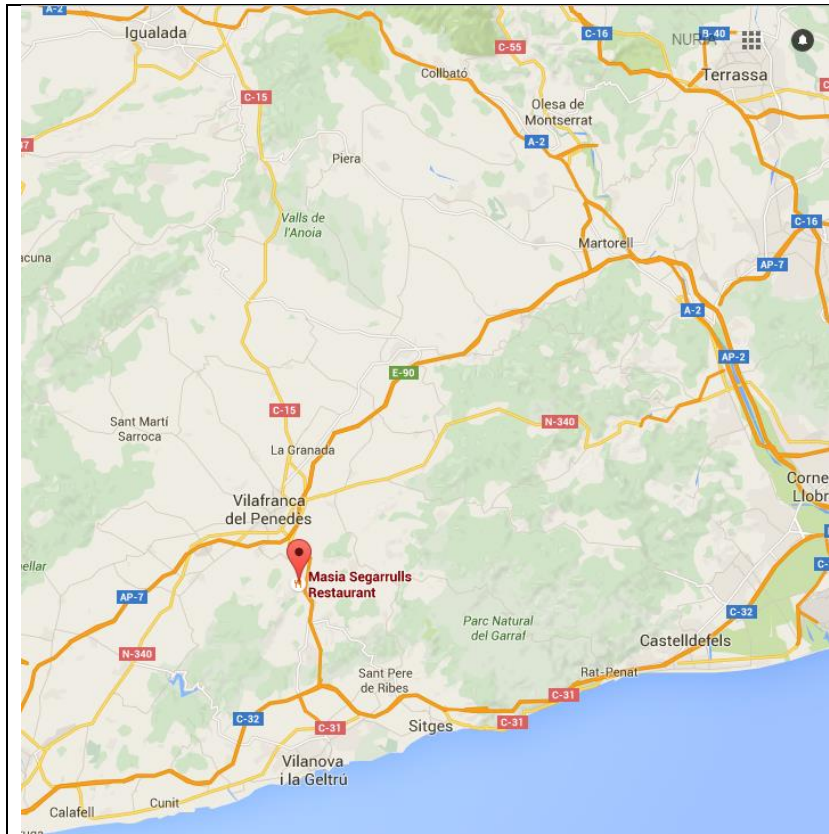 A-2
Igualada
C-16
NURIA
B-40
C-55
Terrassa
Collbató
C-15
Olesa de
Montserrat
A-2
Piera
Valls de
l'Anoia
C-16
Martorell
AP-7
A-2
AP-2
E-90
C-15
Sant Martí
Sarroca
N-340
La Granada
Vilafranca
del Penedès
Masia Segarrulls
Restaurant
AP-7
C-32
Parc Natural
del Garraf
Castelldefels
N-340
Sant Pere
de Ribes
Rat-Penat
C-31
C-32
C-31
Sitges
C-31
Vilanova
i la Geltrú
Cunit
Calafell